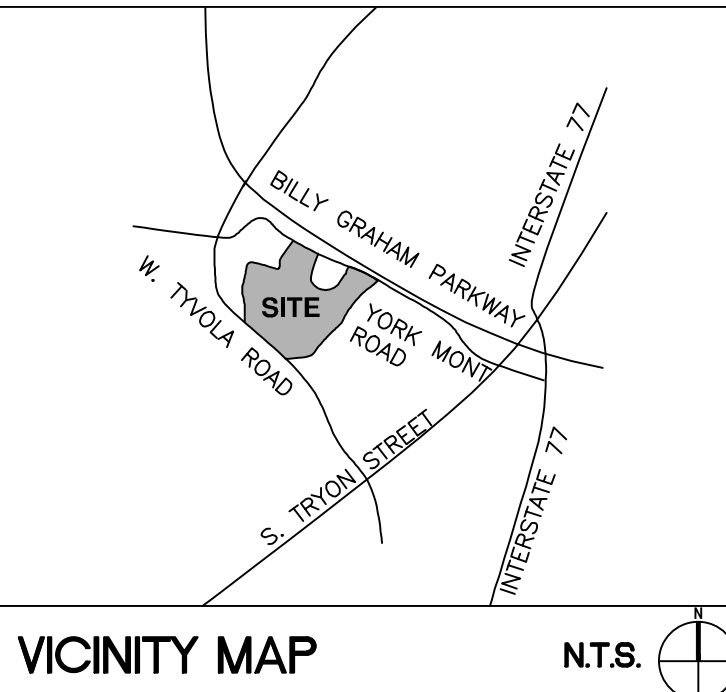 INTERSTATE 77
BILLY GRAHAM PARKWAY
W. TYVOLA ROAD
SITE
YORK MONT
ROAD
S. TRYON STREET
INTERSTATE 77
VICINITY MAP
N.T.S.
N